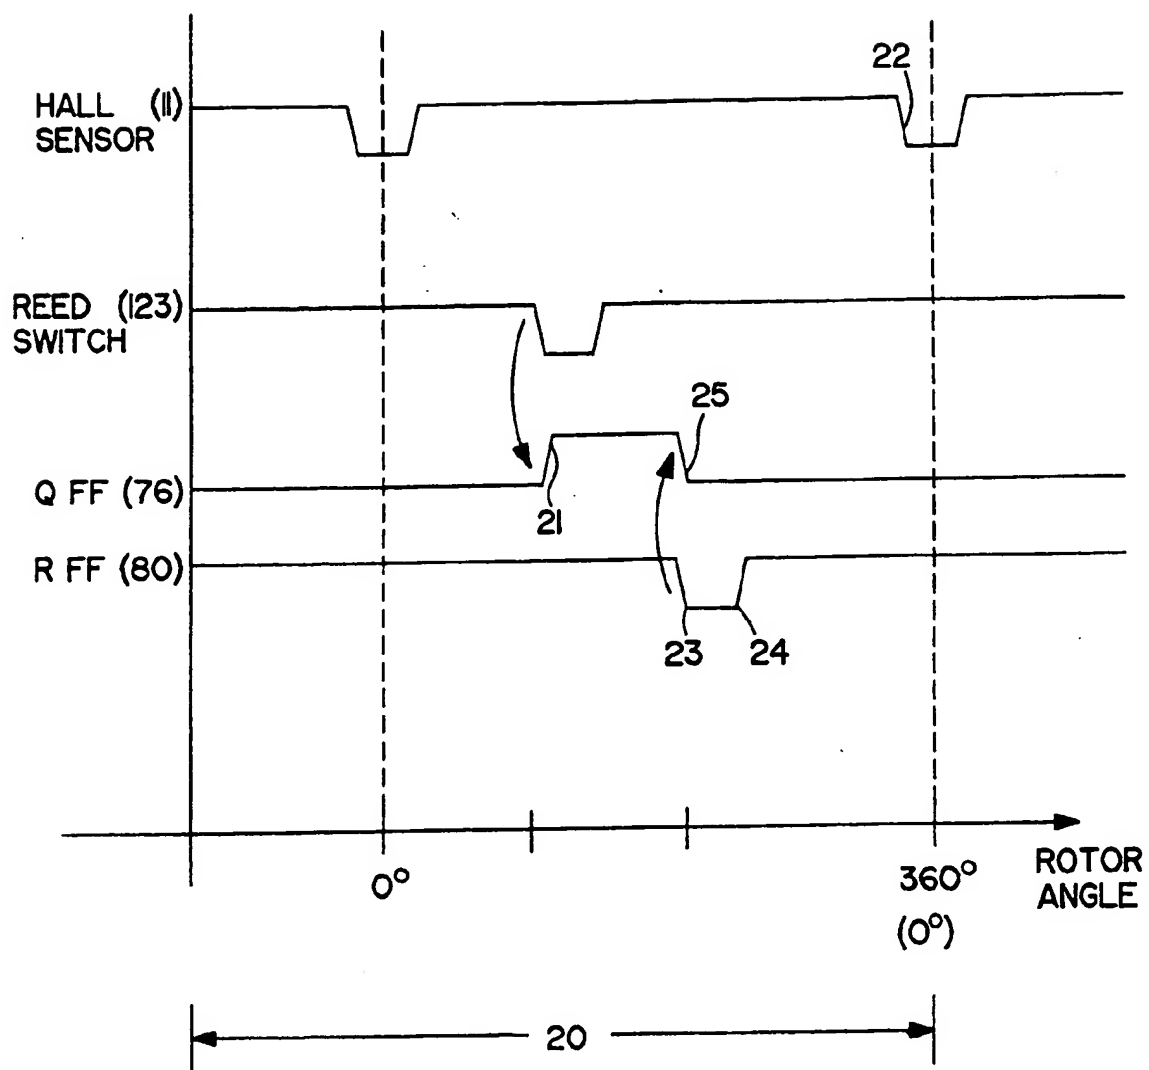 22
HALL (11)
SENSOR
REED (123)
SWITCH
25
Q FF (76)
21
R FF (80)
23
24
0°
360°
(0°)
ROTOR
ANGLE
20